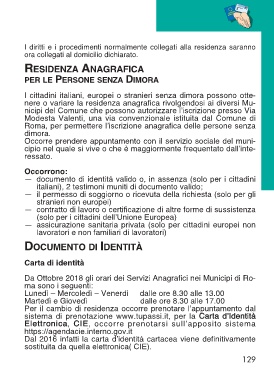 I diritti e i procedimenti normalmente collegati alla residenza saranno
ora collegati al domicilio dichiarato.
RESIDENZA ANAGRAFICA
PER LE PERSONE SENZA DIMORA
I cittadini italiani, europei o stranieri senza dimora possono otte-
nere o variare la residenza anagrafica rivolgendosi ai diversi Mu-
nicipi del Comune che possono autorizzare l'iscrizione presso Via
Modesta Valenti, una via convenzionale istituita dal Comune di
Roma, per permettere l'iscrizione anagrafica delle persone senza
dimora.
Occorre prendere appuntamento con il servizio sociale del muni-
cipio nel quale si vive o che è maggiormente frequentato dall'inte-
ressato.
Occorrono:
— documento di identità valido o, in assenza (solo per i cittadini
italiani), 2 testimoni muniti di documento valido;
— il permesso di soggiorno o ricevuta della richiesta (solo per gli
stranieri non europei)
— contratto di lavoro o certificazione di altre forme di sussistenza
(solo per i cittadini dell'Unione Europea)
— assicurazione sanitaria privata (solo per cittadini europei non
lavoratori e non familiari di lavoratori)
DOCUMENTO DI IDENTITÀ
Carta di identità
Da Ottobre 2018 gli orari dei Servizi Anagrafici nei Municipi di Ro-
ma sono i seguenti:
Lunedì – Mercoledì – Venerdì dalle ore 8.30 alle 13.00
Martedì e Giovedì dalle ore 8.30 alle 17.00
Per il cambio di residenza occorre prenotare l'appuntamento dal
sistema di prenotazione www.tupassi.it, per la Carta d'Identità
Elettronica, CIE, occorre prenotarsi sull'apposito sistema
https://agendacie.interno.gov.it
Dal 2016 infatti la carta d'identità cartacea viene definitivamente
sostituita da quella elettronica( CIE).
129